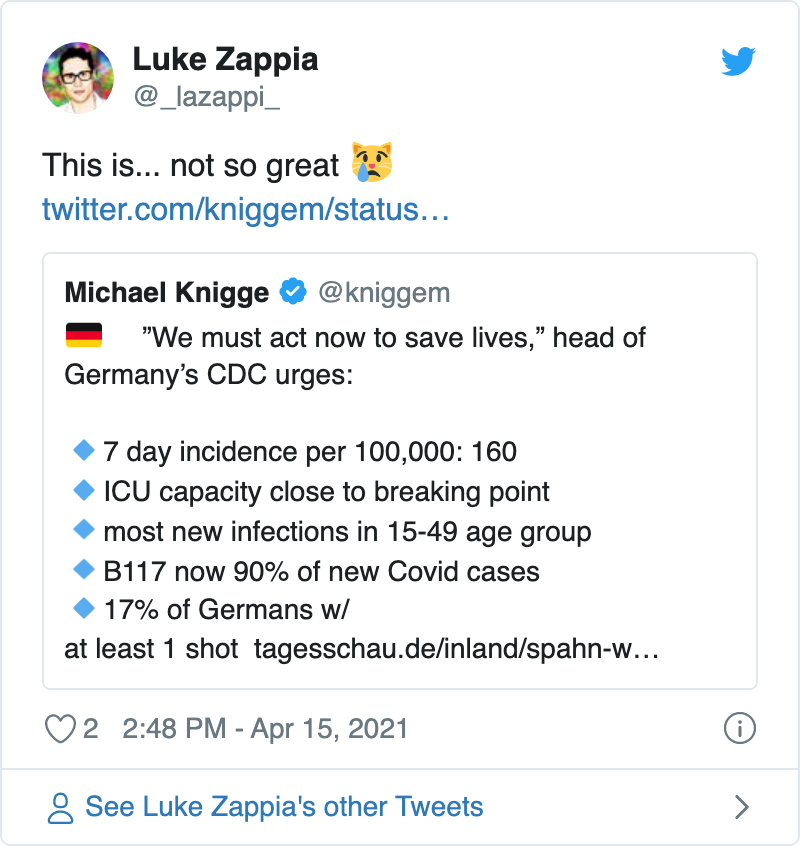 Luke Zappia
@_lazappi_
This is... not so great 😿
twitter.com/kniggem/status…
Michael Knigge @kniggem
🇩🇪 ”We must act now to save lives,” head of
Germany’s CDC urges:
🔹7 day incidence per 100,000: 160
🔹ICU capacity close to breaking point
🔹most new infections in 15-49 age group
🔹B117 now 90% of new Covid cases
🔹17% of Germans w/
at least 1 shot tagesschau.de/inland/spahn-w…
2 2:48 PM - Apr 15, 2021
See Luke Zappia's other Tweets